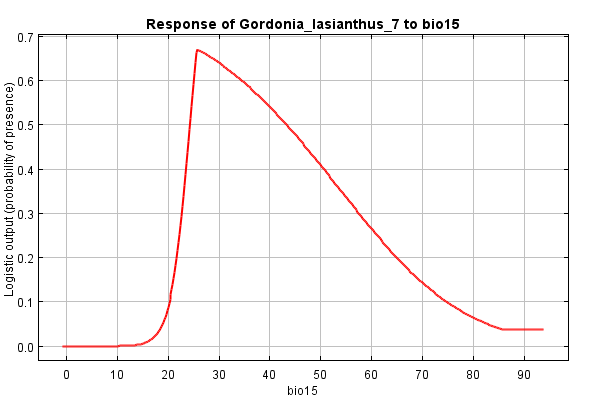 Response of Gordonia_lasianthus_7 to bio15
Logistic output (probability of presence)
0.7
0.6
0.5
0.4
0.3
0.2
0.1
0.0
0 10 20 30 40 50 60 70 80 90
bio15